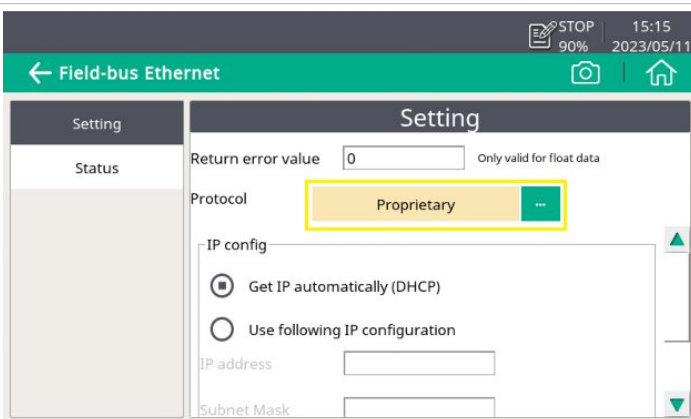 STOP 15:15
90% 2023/05/11
Field-bus Ethernet
Setting
Status
Setting
Return error value 0 Only valid for float data
Protocol Proprietary ...
IP config
Get IP automatically (DHCP)
Use following IP configuration
IP address
Subnet Mask